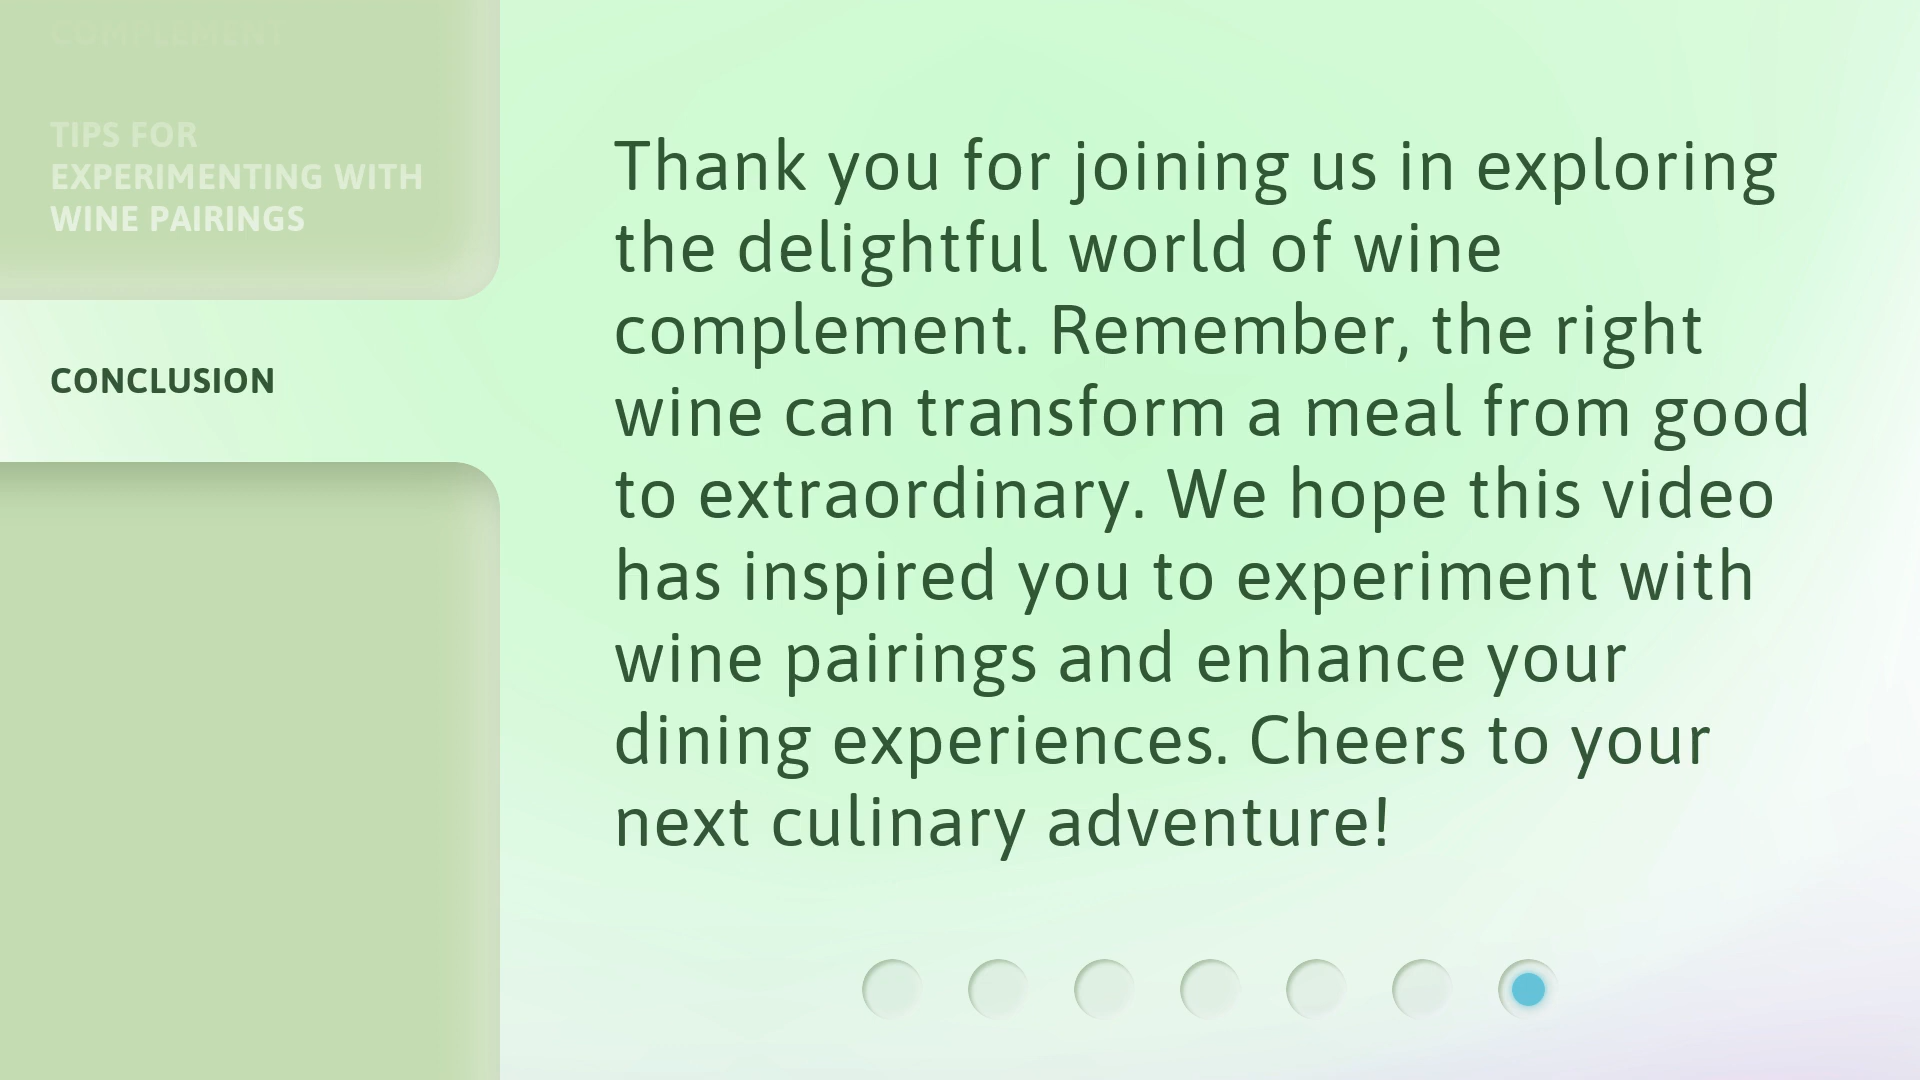 COMPLEMENT
TIPS FOR
EXPERIMENTING WITH
WINE PAIRINGS
CONCLUSION
Thank you for joining us in exploring
the delightful world of wine
complement. Remember, the right
wine can transform a meal from good
to extraordinary. We hope this video
has inspired you to experiment with
wine pairings and enhance your
dining experiences. Cheers to your
next culinary adventure!